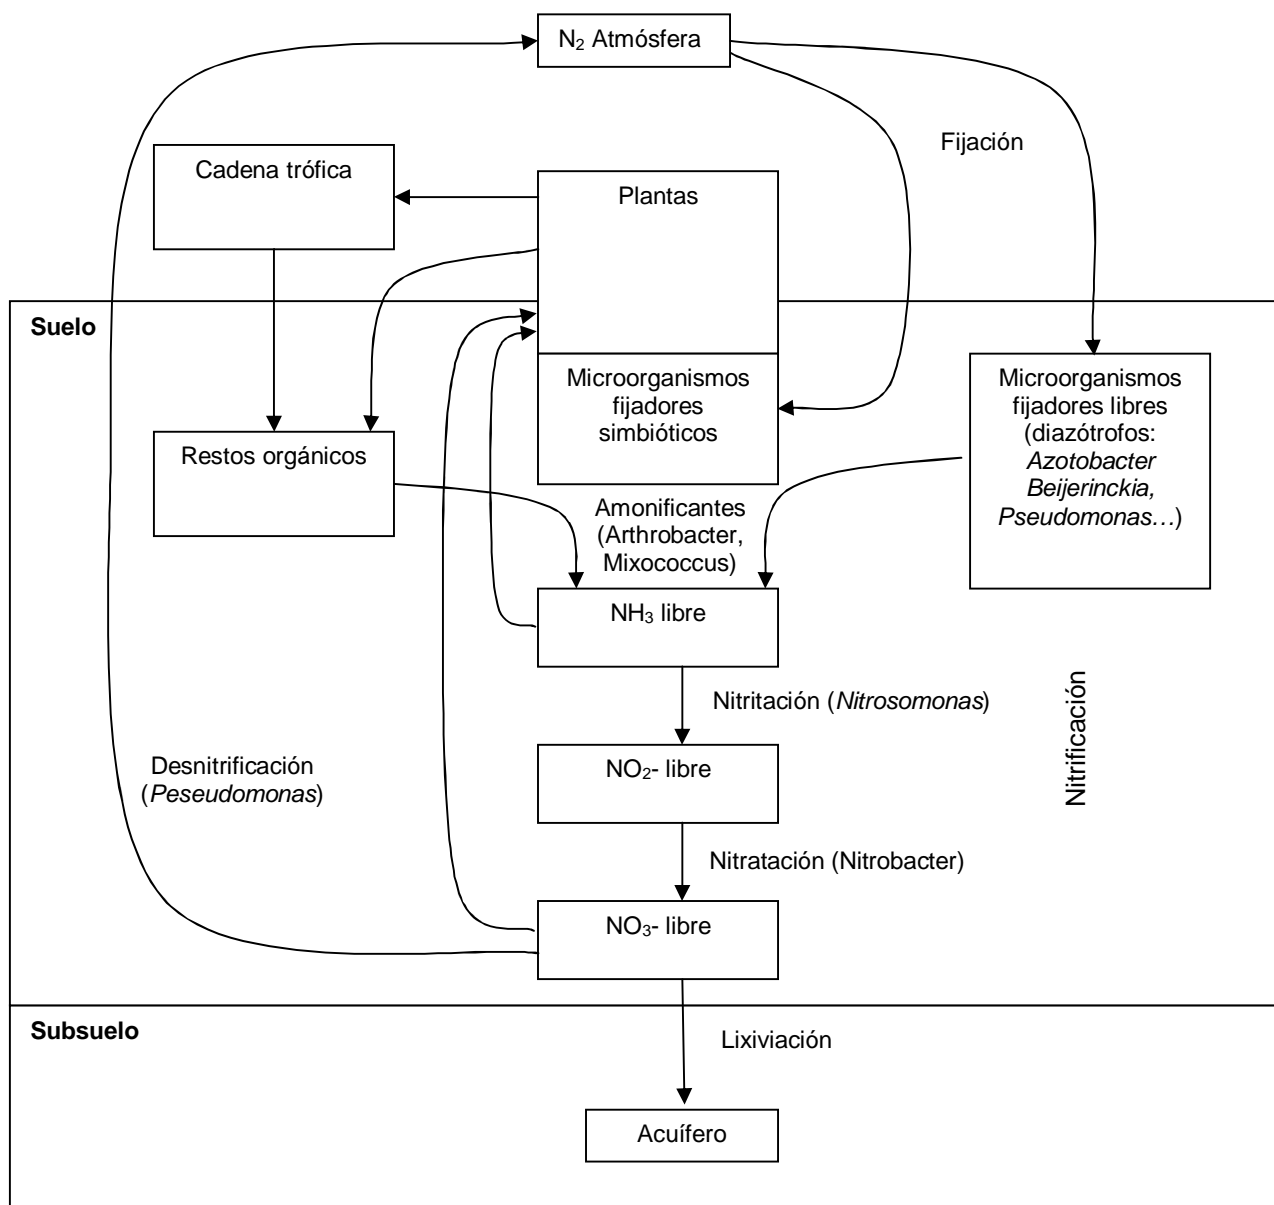 N₂ Atmósfera
Fijación
Cadena trófica
Plantas
Suelo
Microorganismos
fijadores
simbióticos
Microorganismos
fijadores libres
(diazótrofos:
Azotobacter
Beijerinckia,
Pseudomonas…)
Restos orgánicos
Amonificantes
(Arthrobacter,
Mixococcus)
NH₃ libre
Nitritación (Nitrosomonas)
Nitrificación
NO₂- libre
Desnitrificación
(Peseudomonas)
Nitratación (Nitrobacter)
NO₃- libre
Subsuelo
Lixiviación
Acuífero